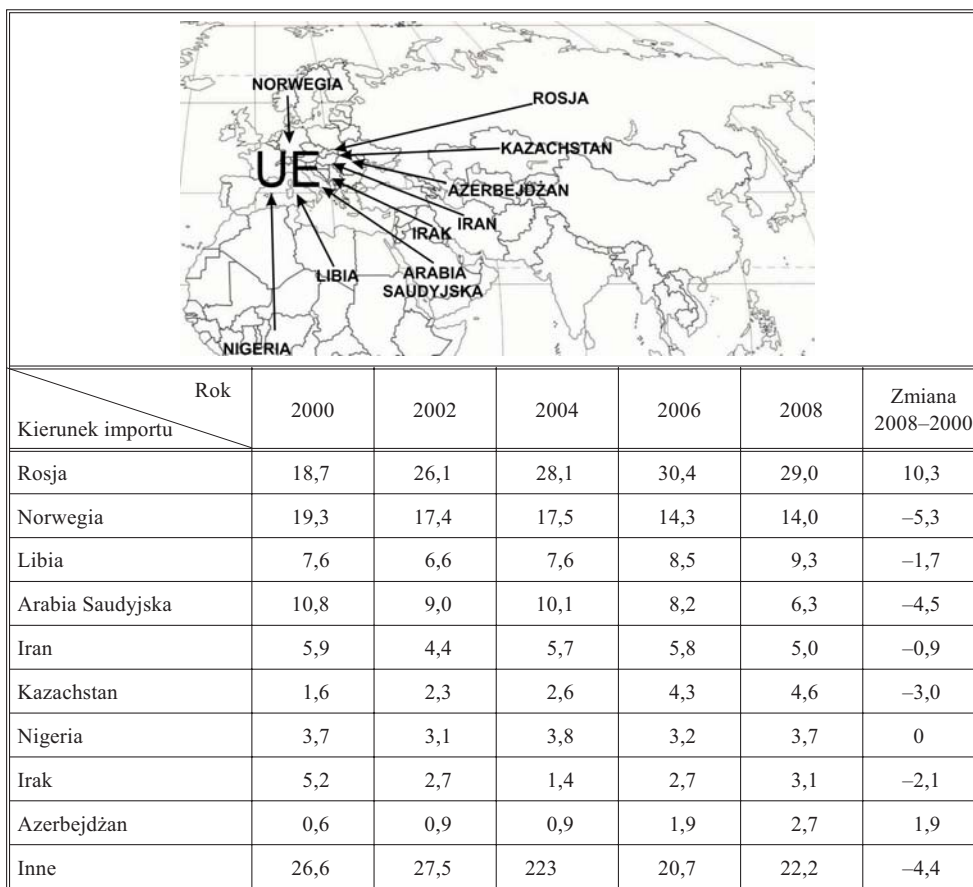 NORWEGIA
ROSJA
KAZACHSTAN
UE
AZERBEJDŻAN
IRAN
IRAK
LIBIA
ARABIA
SAUDYJSKA
NIGERIA
Rok
Kierunek importu
2000 2002 2004 2006 2008 Zmiana
2008–2000
Rosja 18,7 26,1 28,1 30,4 29,0 10,3
Norwegia 19,3 17,4 17,5 14,3 14,0 –5,3
Libia 7,6 6,6 7,6 8,5 9,3 –1,7
Arabia Saudyjska 10,8 9,0 10,1 8,2 6,3 –4,5
Iran 5,9 4,4 5,7 5,8 5,0 –0,9
Kazachstan 1,6 2,3 2,6 4,3 4,6 –3,0
Nigeria 3,7 3,1 3,8 3,2 3,7 0
Irak 5,2 2,7 1,4 2,7 3,1 –2,1
Azerbejdżan 0,6 0,9 0,9 1,9 2,7 1,9
Inne 26,6 27,5 223 20,7 22,2 –4,4